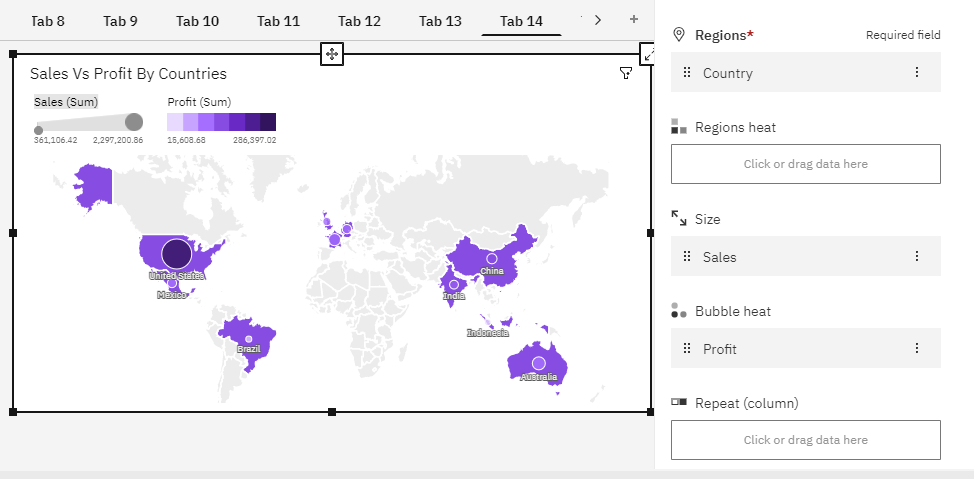 Tab 8
Tab 9
Tab 10
Tab 11
Tab 12
Tab 13
Tab 14
Sales Vs Profit By Countries
Sales (Sum)
Profit (Sum)
361,106.42
2,297,200.86
15,608.68
286,397.02
United States
Mexico
Brazil
China
India
Indonesia
Australia
Regions*
Required field
Country
Regions heat
Click or drag data here
Size
Sales
Bubble heat
Profit
Repeat (column)
Click or drag data here